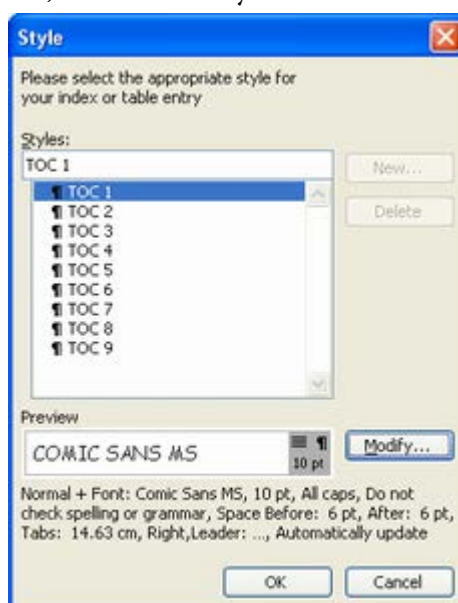 Style
Please select the appropriate style for
your index or table entry
Styles:
TOC 1
New...
¶ TOC 1
¶ TOC 2
Delete
¶ TOC 3
¶ TOC 4
¶ TOC 5
¶ TOC 6
¶ TOC 7
¶ TOC 8
¶ TOC 9
Preview
COMIC SANS MS
¶
10 pt
Modify...
Normal + Font: Comic Sans MS, 10 pt, All caps, Do not
check spelling or grammar, Space Before: 6 pt, After: 6 pt,
Tabs: 14.63 cm, Right,Leader: ..., Automatically update
OK
Cancel